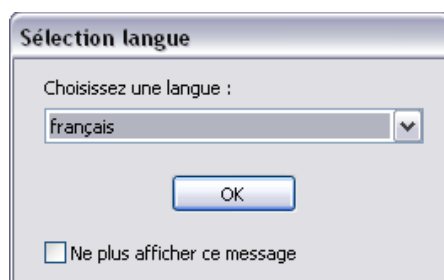 Sélection langue
Choisissez une langue :
français
OK
Ne plus afficher ce message